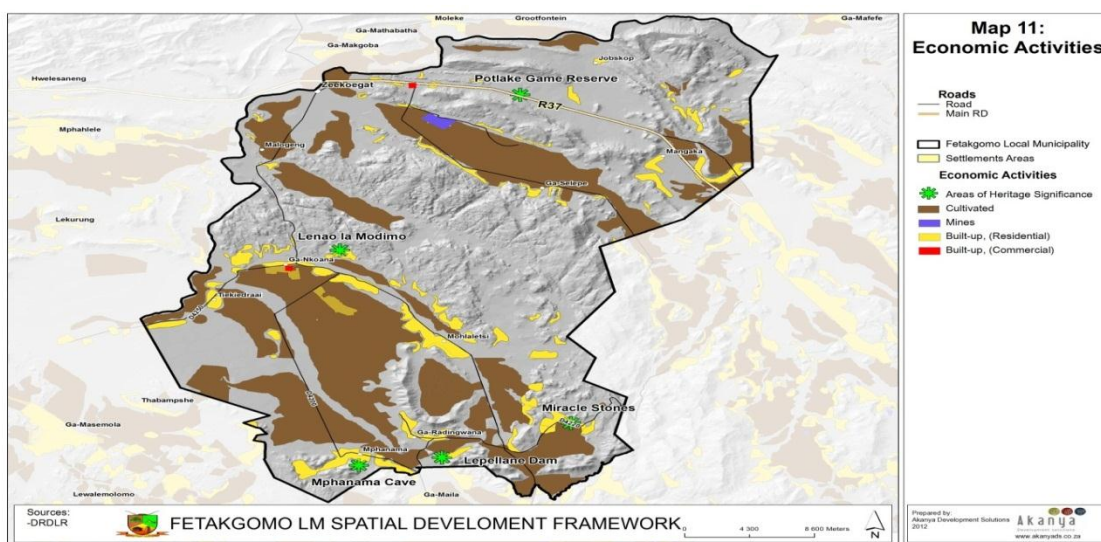 Moleke
Grootfontein
Ga-Mafefe
Ga-Mathabatha
Ga-Makgoba
Jobskop
Hwelesaneng
Potlake Game Reserve
Zeekoegat
R37
Mphahlele
Malogeng
Mangaka
Ga-Selepe
Lekurung
Lenao la Modimo
Ga-Nkoana
Tiekiedraai
Mohlaletsi
Thabampshe
Miracle Stones
Ga-Masemola
Ga-Radingwana
Mphanama
Lepellane Dam
Mphanama Cave
Lewalemolomo
Ga-Maila
Map 11:
Economic Activities
Roads
Road
Main RD
Fetakgomo Local Municipality
Settlements Areas
Economic Activities
Areas of Heritage Significance
Cultivated
Mines
Built-up, (Residential)
Built-up, (Commercial)
Sources:
-DRDLR
FETAKGOMO LM SPATIAL DEVELOMENT FRAMEWORK
0 4 300 8 600 Meters
N
Prepared by:
Akanya Development Solutions
2012
Akanya
www.akanyads.co.za